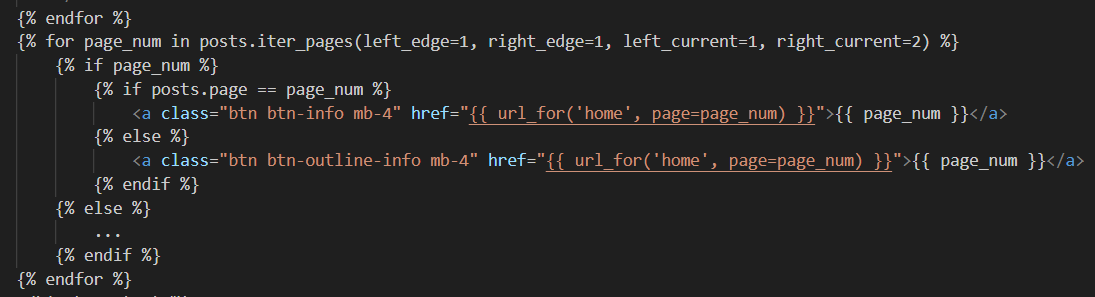 {% endfor %}
{% for page_num in posts.iter_pages(left_edge=1, right_edge=1, left_current=1, right_current=2) %}
{% if page_num %}
{% if posts.page == page_num %}
<a class="btn btn-info mb-4" href="{{ url_for('home', page=page_num) }}">{{ page_num }}</a>
{% else %}
<a class="btn btn-outline-info mb-4" href="{{ url_for('home', page=page_num) }}">{{ page_num }}</a>
{% endif %}
{% else %}
...
{% endif %}
{% endfor %}